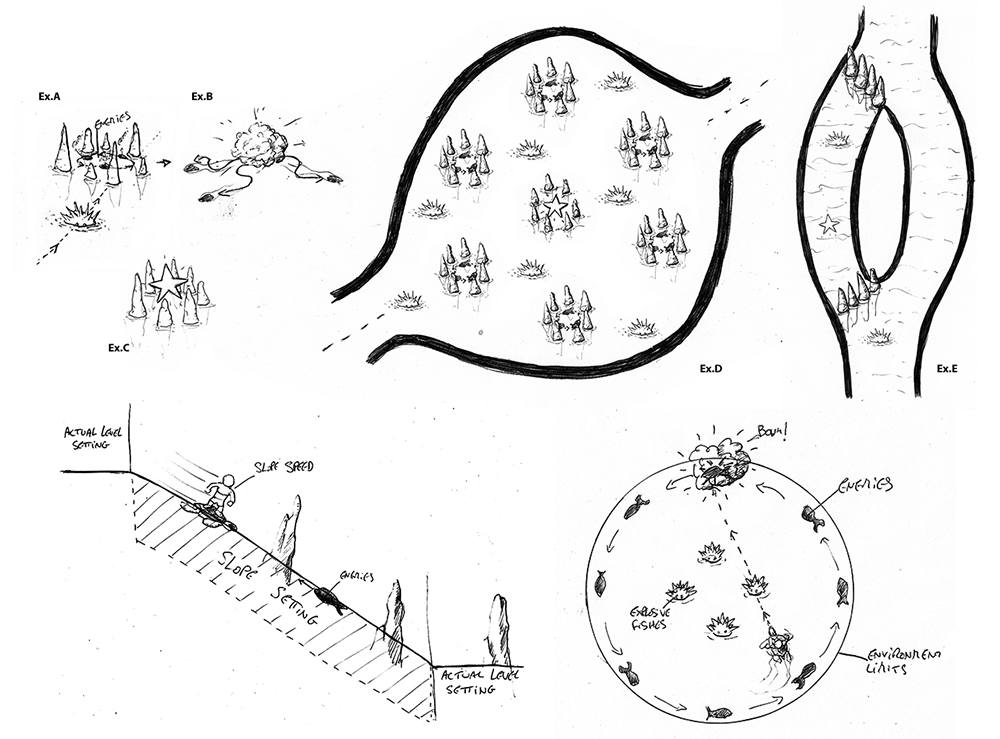 Ex.A
Ex.B
ENEMIES
Ex.C
Ex.D
Ex.E
ACTUAL LEVEL
SETTING
SLOPE SPEED
SLOPE
SETTING
ENEMIES
ACTUAL LEVEL
SETTING
BOUM!
ENEMIES
EXPLOSIVE
FISHES
ENVIRONMENT
LIMITS